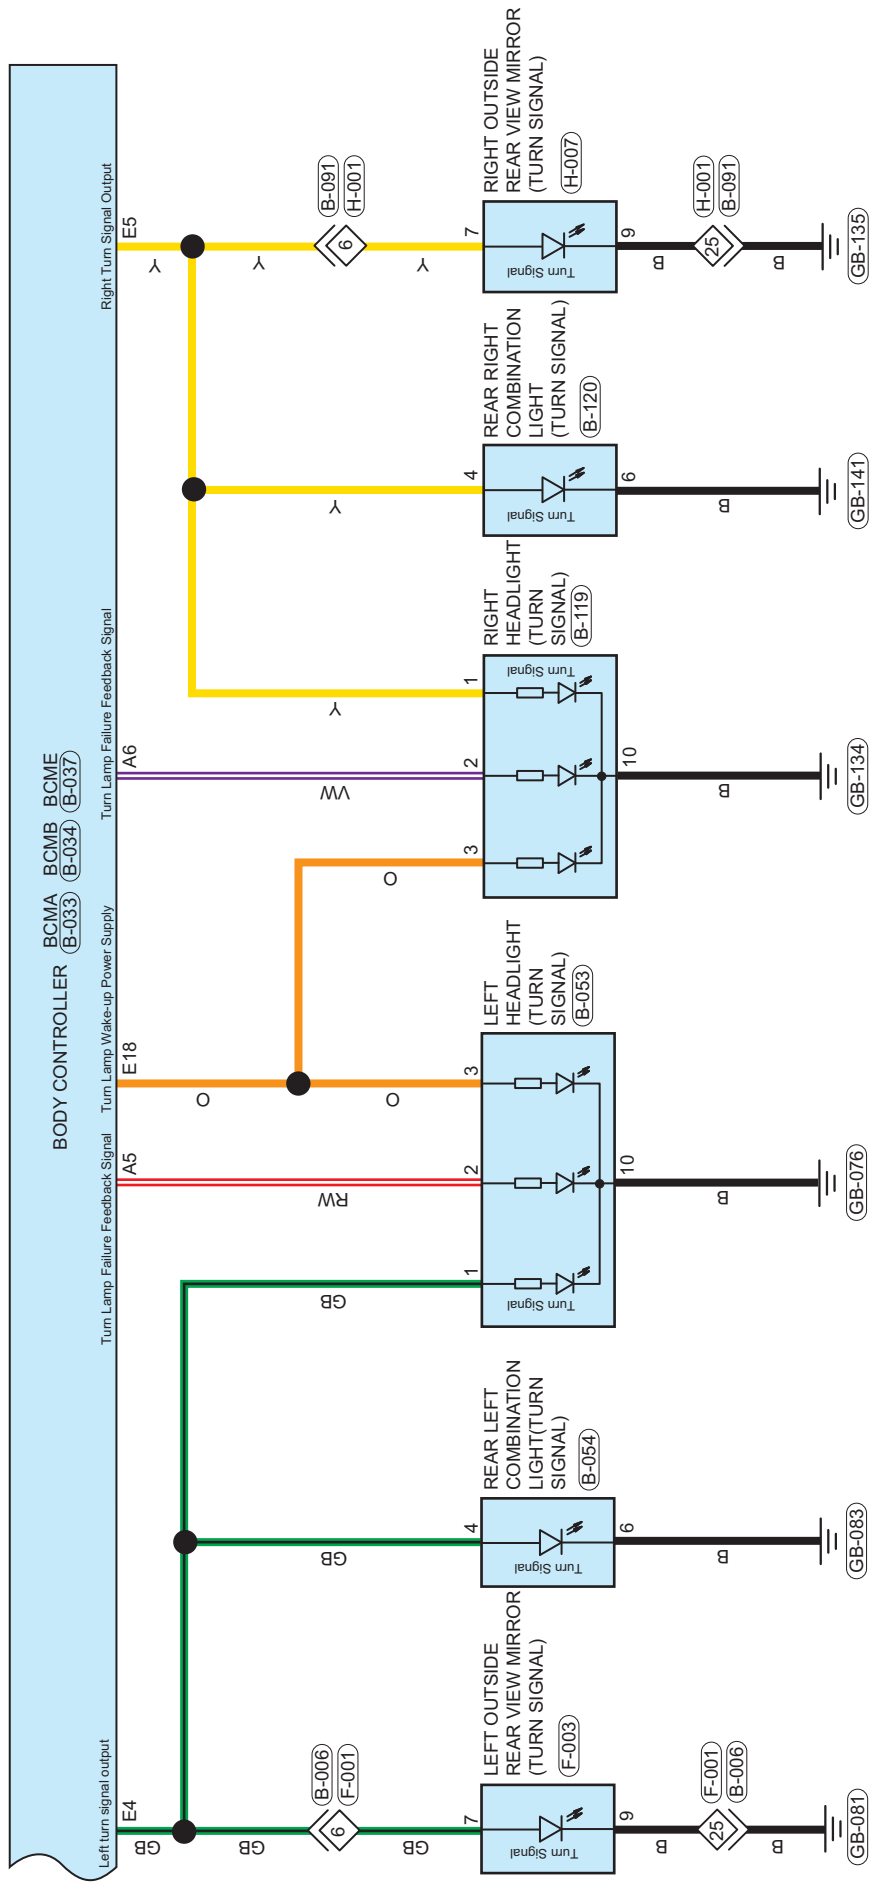 BODY CONTROLLER
BCMA BCMB BCME
B-033 B-034 B-037
Left turn signal output
Turn Lamp Failure Feedback Signal
Turn Lamp Wake-up Power Supply
Turn Lamp Failure Feedback Signal
Right Turn Signal Output
E4
A5
E18
A6
E5
GB
RW
O
VW
Y
GB
GB
GB
GB
O
O
Y
Y
Y
Y
B-006
F-001
6
B-091
H-001
6
GB
7
4
1
2
3
3
2
1
4
7
LEFT OUTSIDE
REAR VIEW MIRROR
(TURN SIGNAL)
F-003
Turn Signal
REAR LEFT
COMBINATION
LIGHT(TURN
SIGNAL)
B-054
Turn Signal
LEFT
HEADLIGHT
(TURN
SIGNAL)
B-053
Turn Signal
RIGHT
HEADLIGHT
(TURN
SIGNAL)
B-119
Turn Signal
REAR RIGHT
COMBINATION
LIGHT
(TURN SIGNAL)
B-120
Turn Signal
RIGHT OUTSIDE
REAR VIEW MIRROR
(TURN SIGNAL)
H-007
Turn Signal
9
6
10
10
6
9
B
B
B
B
B
B
F-001
B-006
25
H-001
B-091
25
B
B
GB-081
GB-083
GB-076
GB-134
GB-141
GB-135